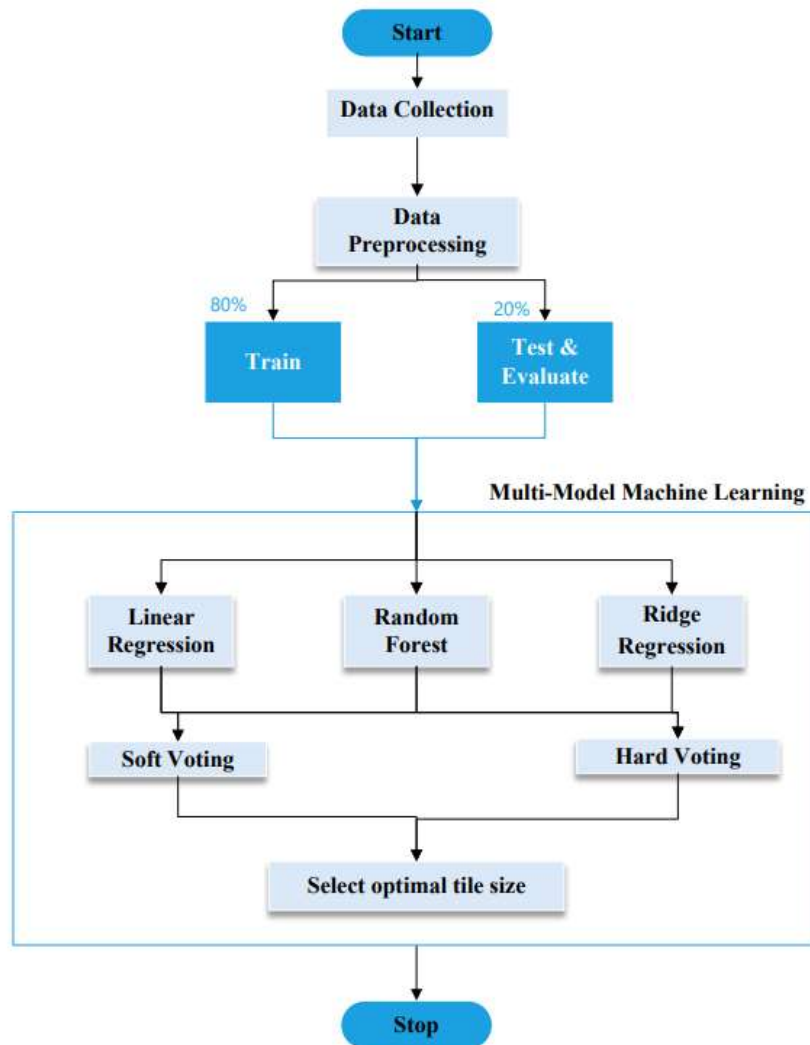 Start
Data Collection
Data
Preprocessing
80%
20%
Train
Test &
Evaluate
Multi-Model Machine Learning
Linear
Regression
Random
Forest
Ridge
Regression
Soft Voting
Hard Voting
Select optimal tile size
Stop